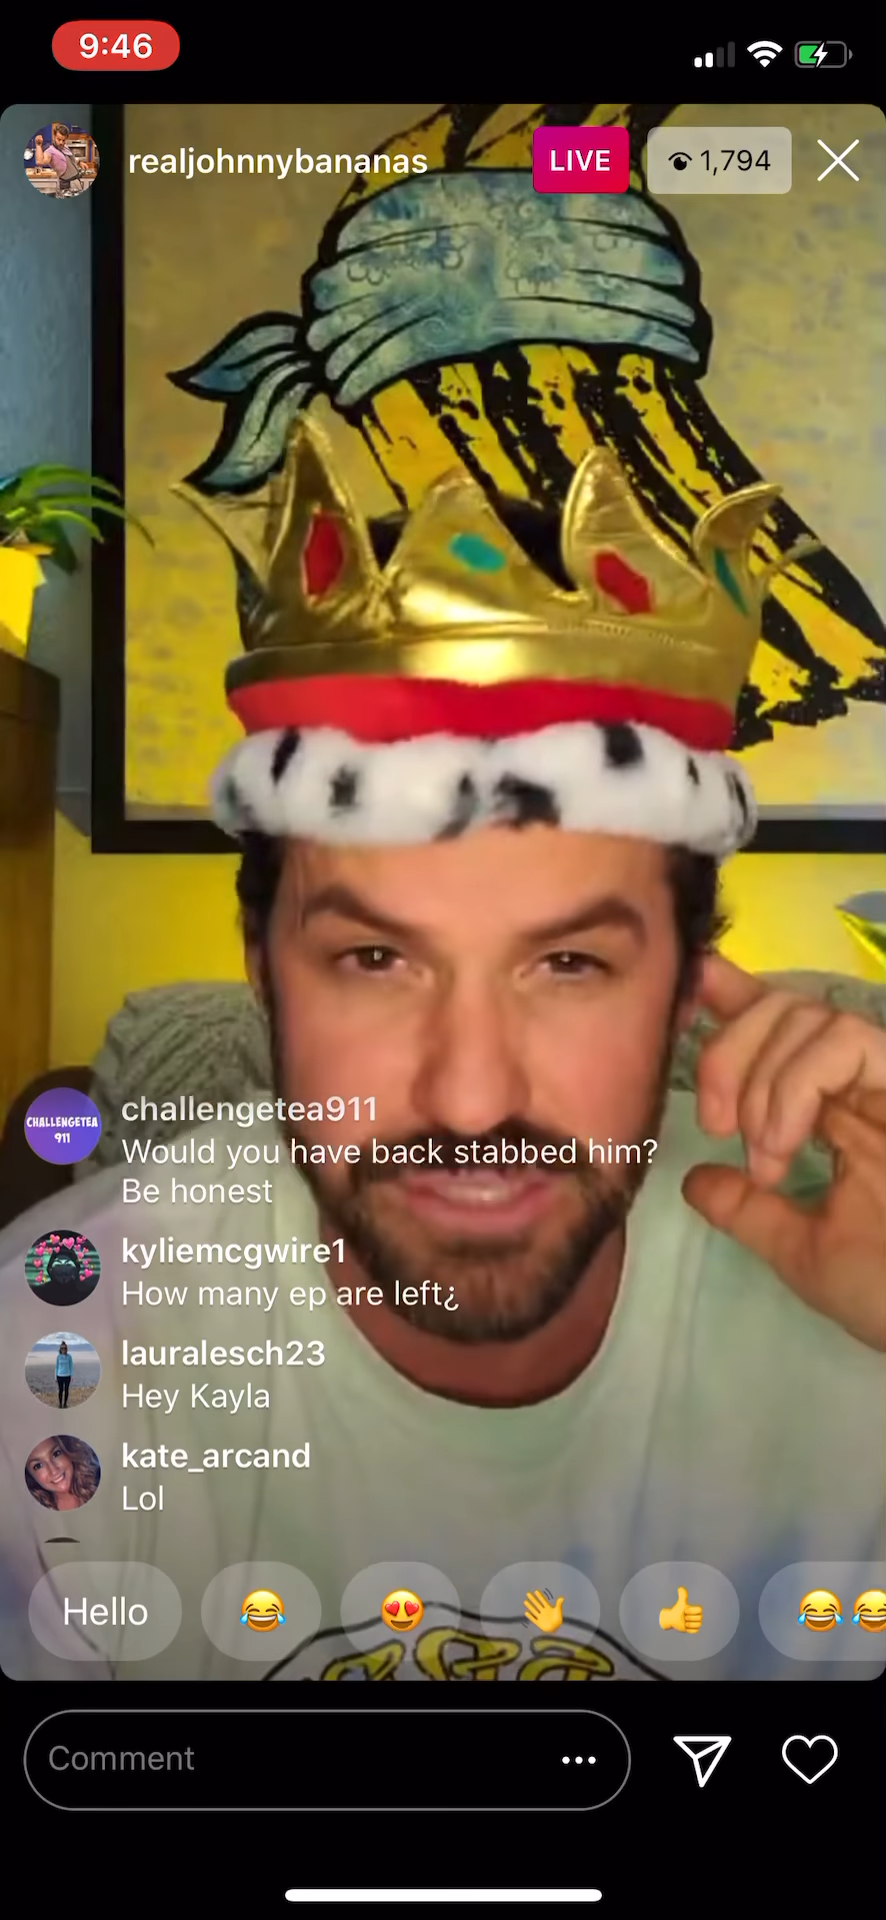 9:46
realjohnnybananas
LIVE
1,794
CHALLENGETEA
911
challengetea911
Would you have back stabbed him?
Be honest
kyliemcgwire1
How many ep are left¿
lauralesch23
Hey Kayla
kate_arcand
Lol
Hello
Comment